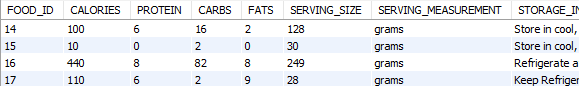 FOOD_ID CALORIES PROTEIN CARBS FATS SERVING_SIZE SERVING_MEASUREMENT STORAGE_IN
14 100 6 16 2 128 grams Store in cool,
15 10 0 2 0 30 grams Store in cool,
16 440 8 82 8 249 grams Refrigerate a
17 110 6 2 9 28 grams Keep Refriger